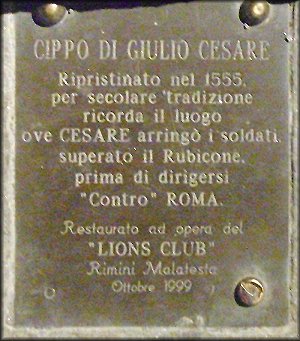 CIPPO DI GIULIO CESARE
Ripristinato nel 1555.
per secolare tradizione
ricorda il luogo
ove CESARE arringò i soldati.
superato il Rubicone.
prima di dirigersi
"Contro" ROMA.
Restaurato ad opera del
"LIONS CLUB"
Rimini Malatesta
Ottobre 1999